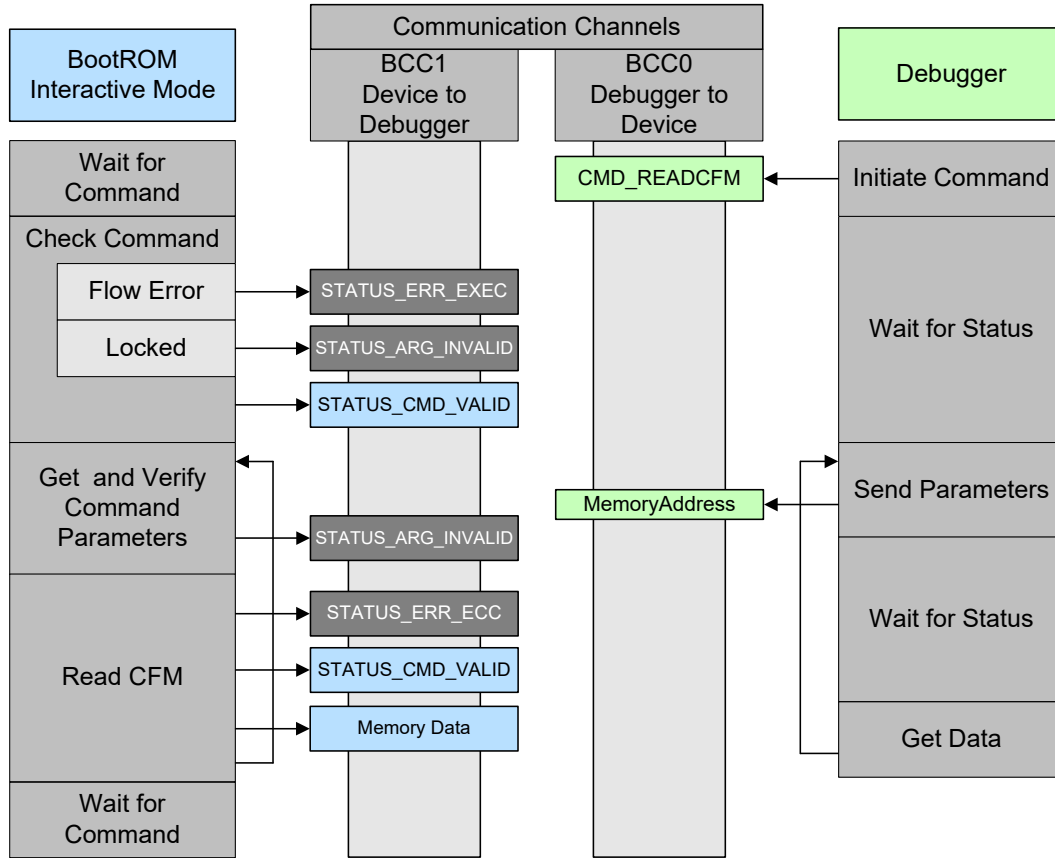 Communication Channels
BootROM
Interactive Mode
BCC1
Device to
Debugger
BCC0
Debugger to
Device
Debugger
Wait for
Command
CMD_READCFM
Initiate Command
Check Command
Flow Error
STATUS_ERR_EXEC
Locked
STATUS_ARG_INVALID
Wait for Status
STATUS_CMD_VALID
Get  and Verify
Command
Parameters
MemoryAddress
Send Parameters
STATUS_ARG_INVALID
STATUS_ERR_ECC
Wait for Status
Read CFM
STATUS_CMD_VALID
Memory Data
Get Data
Wait for
Command